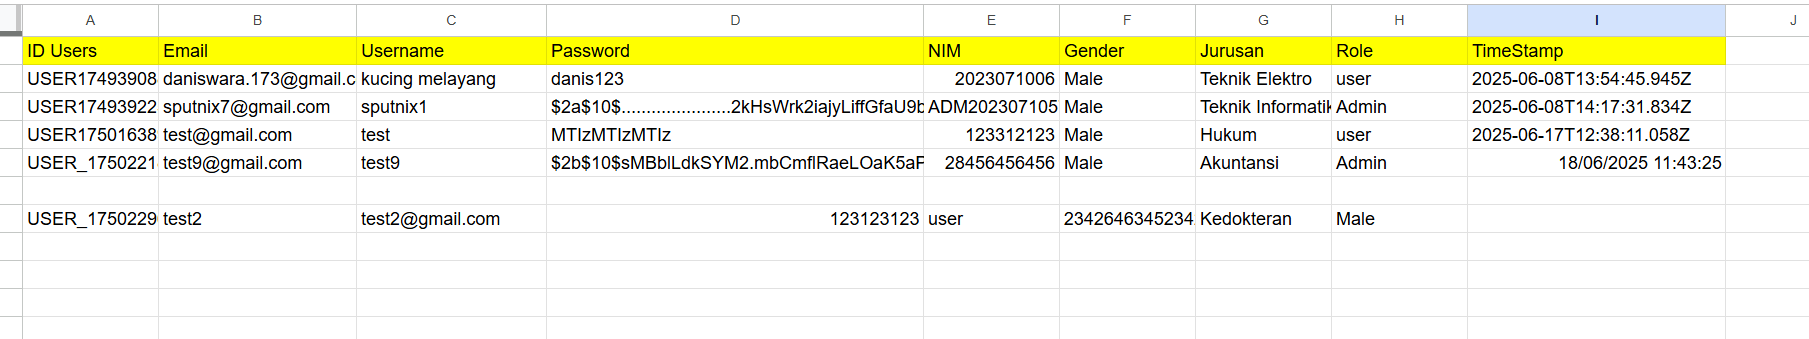 A B C D E F G H I J
ID Users Email Username Password NIM Gender Jurusan Role TimeStamp
USER17493908 daniswara.173@gmail.c kucing melayang danis123 2023071006 Male Teknik Elektro user 2025-06-08T13:54:45.945Z
USER17493922 sputnix7@gmail.com sputnix1 $2a$10$......................2kHsWrk2iajyLiffGfaU9b ADM202307105 Male Teknik Informatik Admin 2025-06-08T14:17:31.834Z
USER17501638 test@gmail.com test MTIzMTIzMTIz 123312123 Male Hukum user 2025-06-17T12:38:11.058Z
USER_1750221 test9@gmail.com test9 $2b$10$sMBblLdkSYM2.mbCmflRaeLOaK5aF 28456456456 Male Akuntansi Admin 18/06/2025 11:43:25
USER_1750229 test2 test2@gmail.com 123123123 user 2342646345234 Kedokteran Male